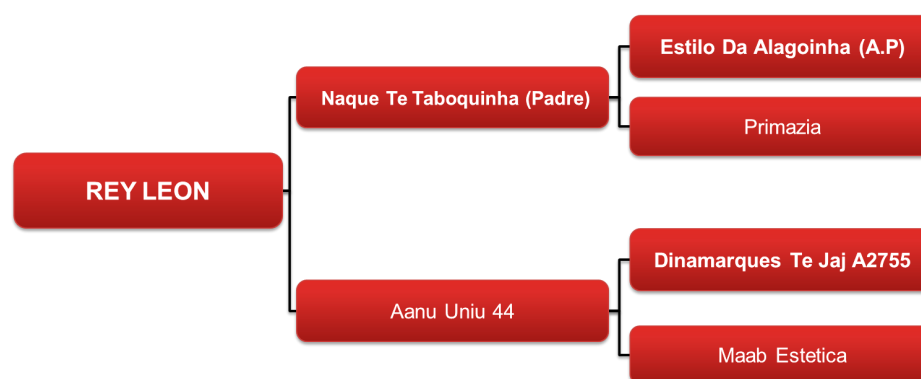 Estilo Da Alagoinha (A.P)
Naque Te Taboquinha (Padre)
Primazia
REY LEON
Dinamarques Te Jaj A2755
Aanu Uniu 44
Maab Estetica